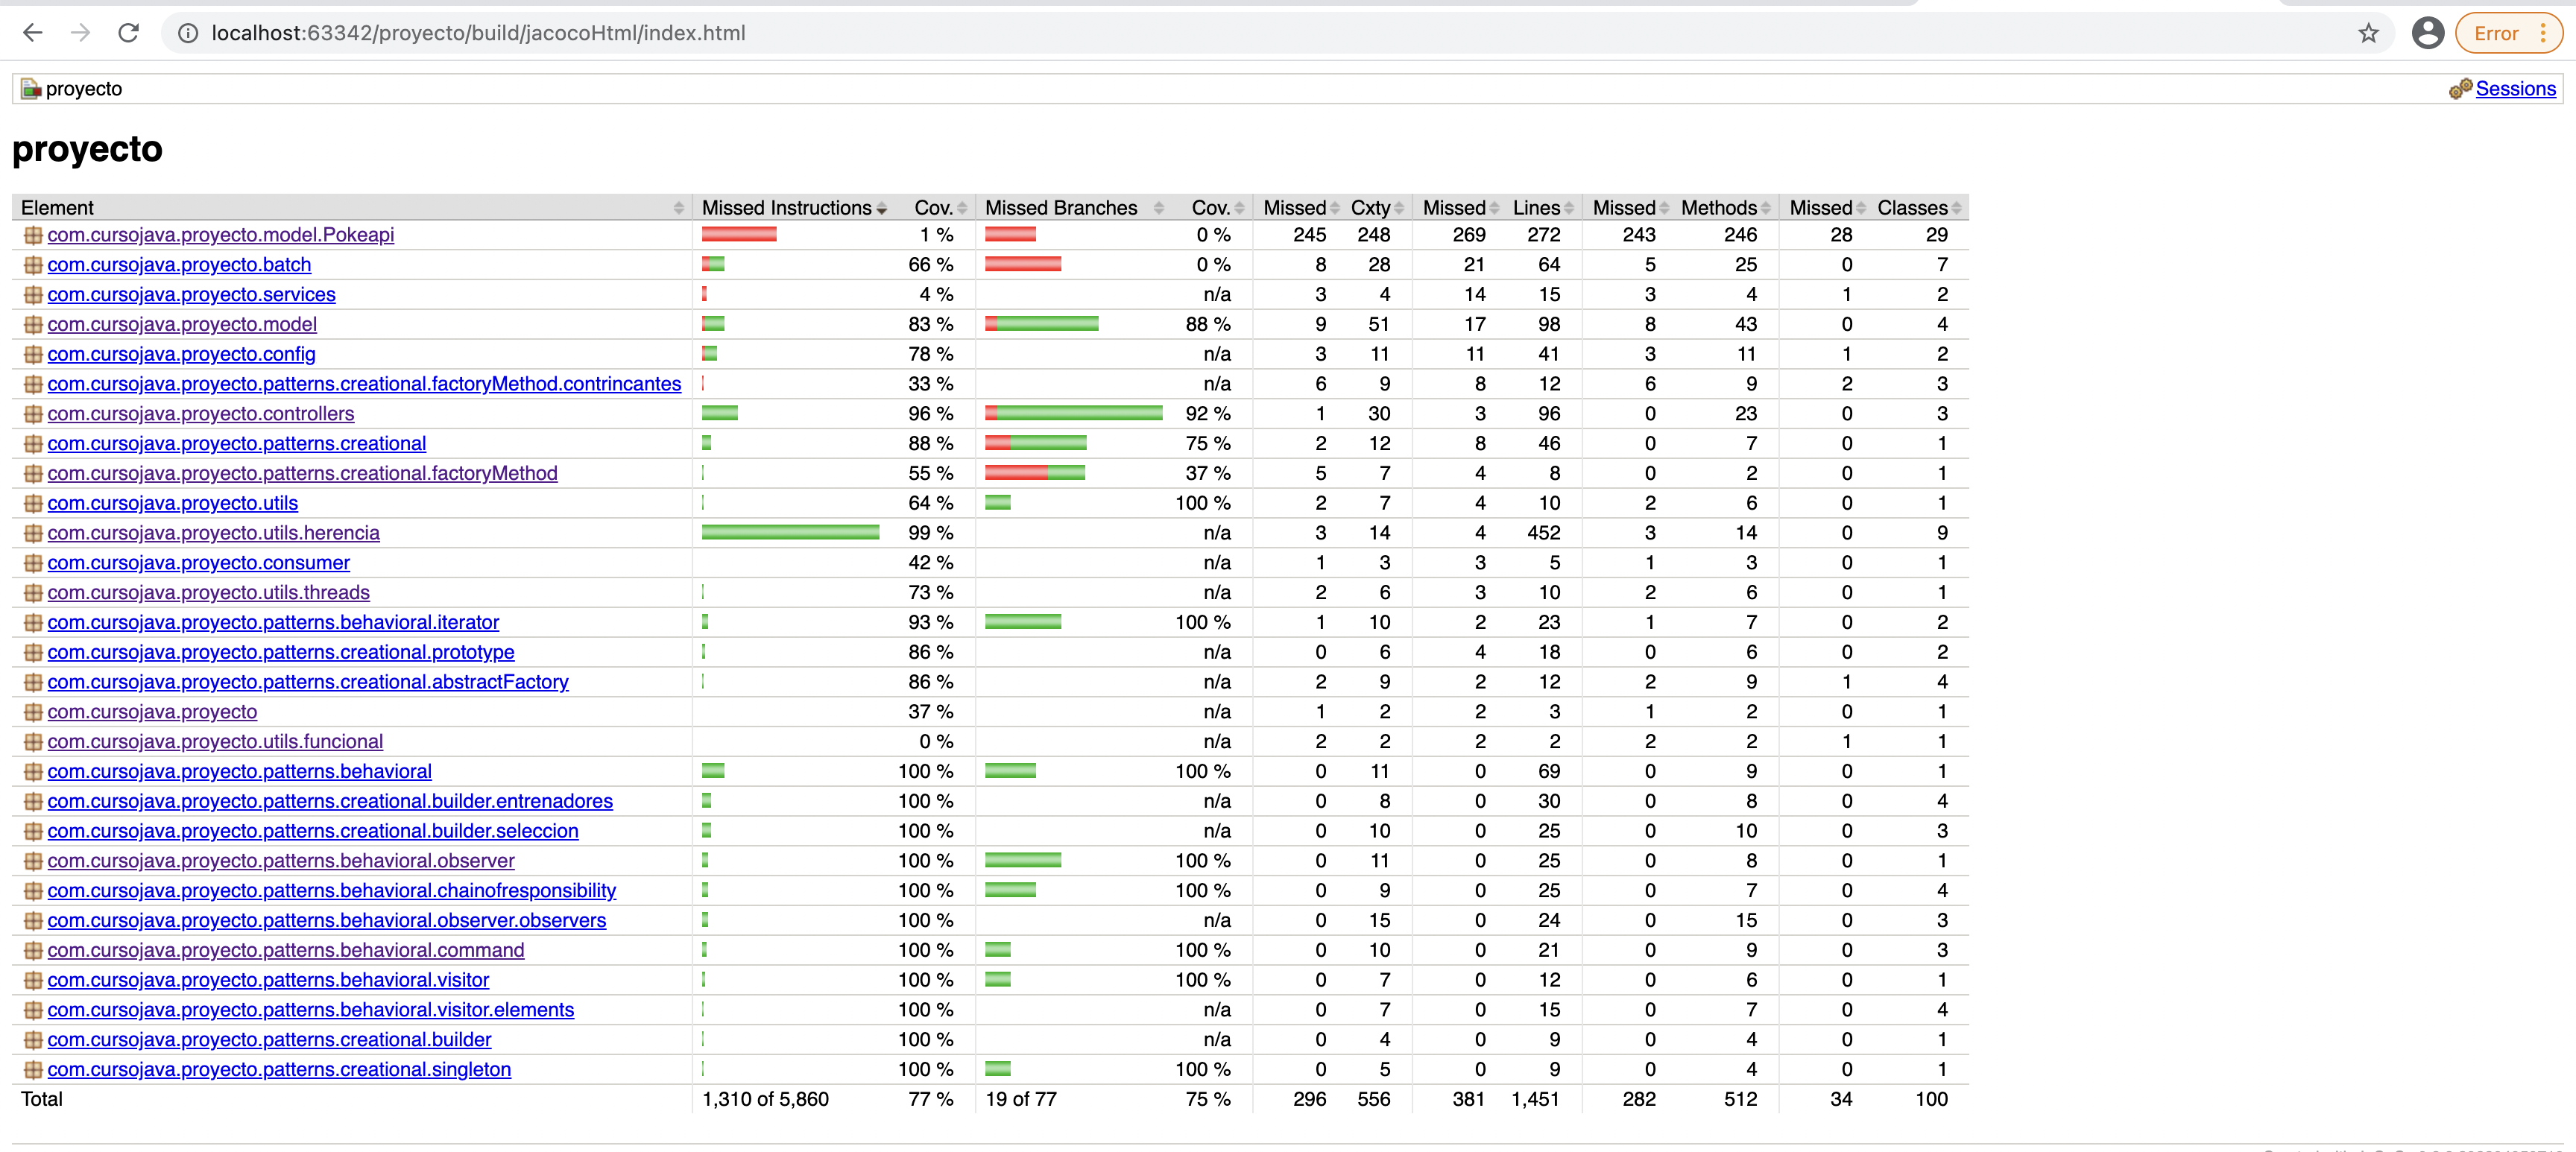 localhost:63342/proyecto/build/jacocoHtml/index.html Error
proyecto Sessions
proyecto
Element Missed Instructions Cov. Missed Branches Cov. Missed Cxty Missed Lines Missed Methods Missed Classes
com.cursojava.proyecto.model.Pokeapi 1 % 0 % 245 248 269 272 243 246 28 29
com.cursojava.proyecto.batch 66 % 0 % 8 28 21 64 5 25 0 7
com.cursojava.proyecto.services 4 % n/a 3 4 14 15 3 4 1 2
com.cursojava.proyecto.model 83 % 88 % 9 51 17 98 8 43 0 4
com.cursojava.proyecto.config 78 % n/a 3 11 11 41 3 11 1 2
com.cursojava.proyecto.patterns.creational.factoryMethod.contrincantes 33 % n/a 6 9 8 12 6 9 2 3
com.cursojava.proyecto.controllers 96 % 92 % 1 30 3 96 0 23 0 3
com.cursojava.proyecto.patterns.creational 88 % 75 % 2 12 8 46 0 7 0 1
com.cursojava.proyecto.patterns.creational.factoryMethod 55 % 37 % 5 7 4 8 0 2 0 1
com.cursojava.proyecto.utils 64 % 100 % 2 7 4 10 2 6 0 1
com.cursojava.proyecto.utils.herencia 99 % n/a 3 14 4 452 3 14 0 9
com.cursojava.proyecto.consumer 42 % n/a 1 3 3 5 1 3 0 1
com.cursojava.proyecto.utils.threads 73 % n/a 2 6 3 10 2 6 0 1
com.cursojava.proyecto.patterns.behavioral.iterator 93 % 100 % 1 10 2 23 1 7 0 2
com.cursojava.proyecto.patterns.creational.prototype 86 % n/a 0 6 4 18 0 6 0 2
com.cursojava.proyecto.patterns.creational.abstractFactory 86 % n/a 2 9 2 12 2 9 1 4
com.cursojava.proyecto 37 % n/a 1 2 2 3 1 2 0 1
com.cursojava.proyecto.utils.funcional 0 % n/a 2 2 2 2 2 2 1 1
com.cursojava.proyecto.patterns.behavioral 100 % 100 % 0 11 0 69 0 9 0 1
com.cursojava.proyecto.patterns.creational.builder.entrenadores 100 % n/a 0 8 0 30 0 8 0 4
com.cursojava.proyecto.patterns.creational.builder.seleccion 100 % n/a 0 10 0 25 0 10 0 3
com.cursojava.proyecto.patterns.behavioral.observer 100 % 100 % 0 11 0 25 0 8 0 1
com.cursojava.proyecto.patterns.behavioral.chainofresponsibility 100 % 100 % 0 9 0 25 0 7 0 4
com.cursojava.proyecto.patterns.behavioral.observer.observers 100 % n/a 0 15 0 24 0 15 0 3
com.cursojava.proyecto.patterns.behavioral.command 100 % 100 % 0 10 0 21 0 9 0 3
com.cursojava.proyecto.patterns.behavioral.visitor 100 % 100 % 0 7 0 12 0 6 0 1
com.cursojava.proyecto.patterns.behavioral.visitor.elements 100 % n/a 0 7 0 15 0 7 0 4
com.cursojava.proyecto.patterns.creational.builder 100 % n/a 0 4 0 9 0 4 0 1
com.cursojava.proyecto.patterns.creational.singleton 100 % 100 % 0 5 0 9 0 4 0 1
Total 1,310 of 5,860 77 % 19 of 77 75 % 296 556 381 1,451 282 512 34 100